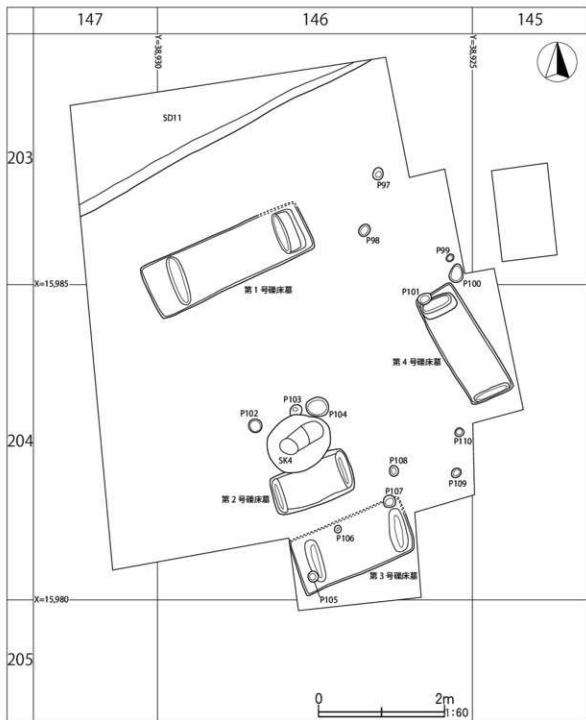 147
146
145
Y=38,930
Y=38,925
SD11
203
P97
P98
P99
P100
第1号礫床墓
X=15,985
P101
第4号礫床墓
P103
P102
P104
204
SK4
P110
P108
P109
第2号礫床墓
P107
P106
第3号礫床墓
X=15,980
P105
205
0
2m
1:60